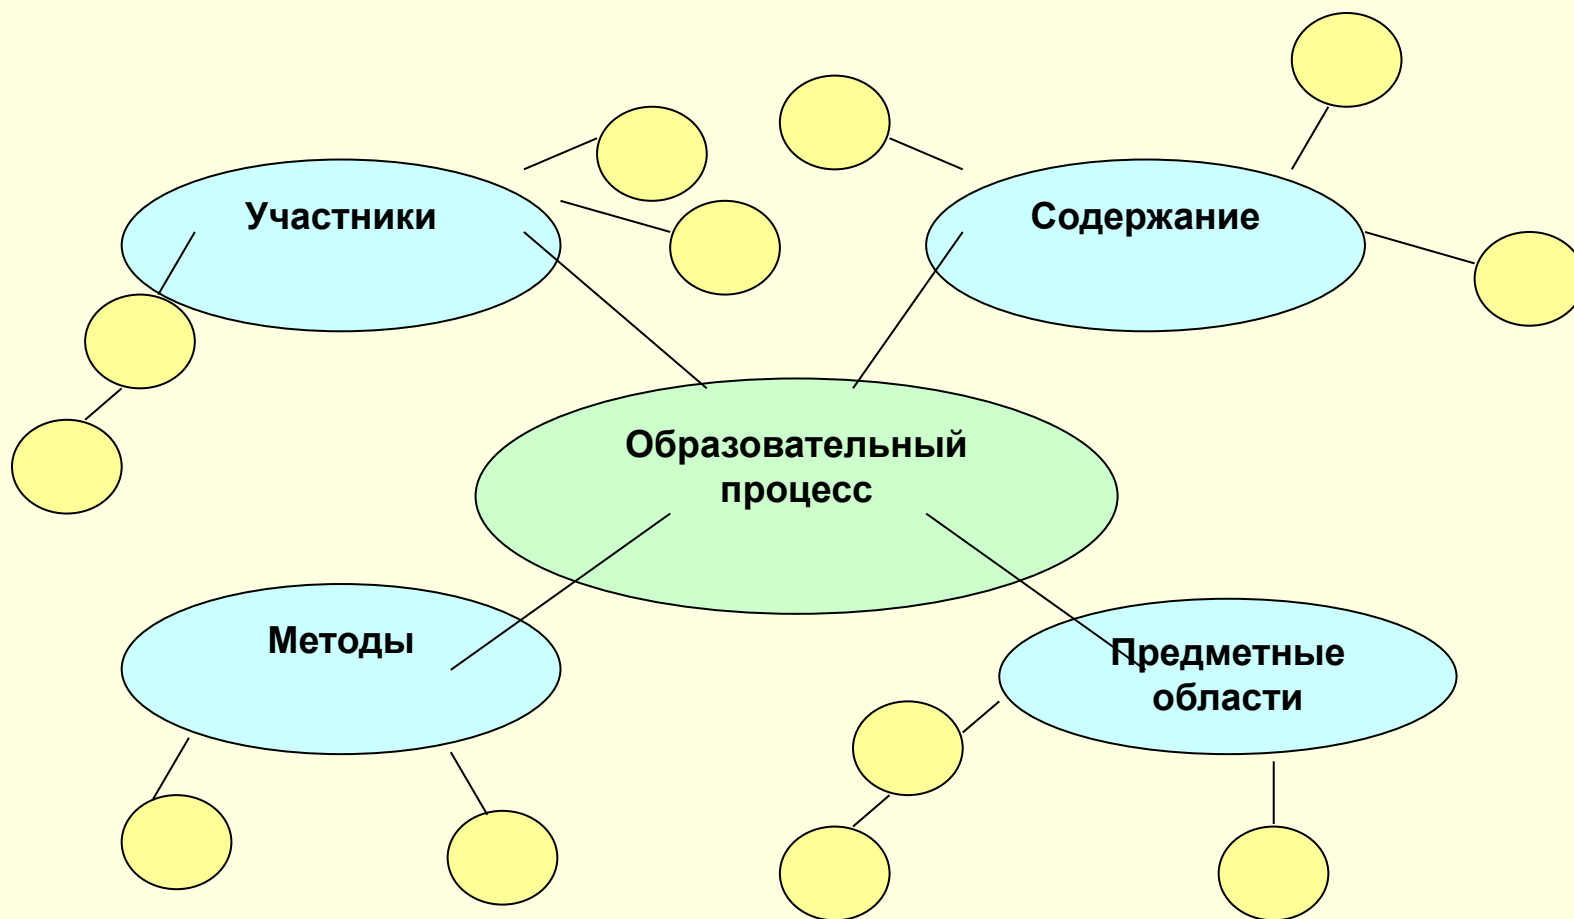 Участники
Содержание
Образовательный
процесс
Методы
Предметные
области